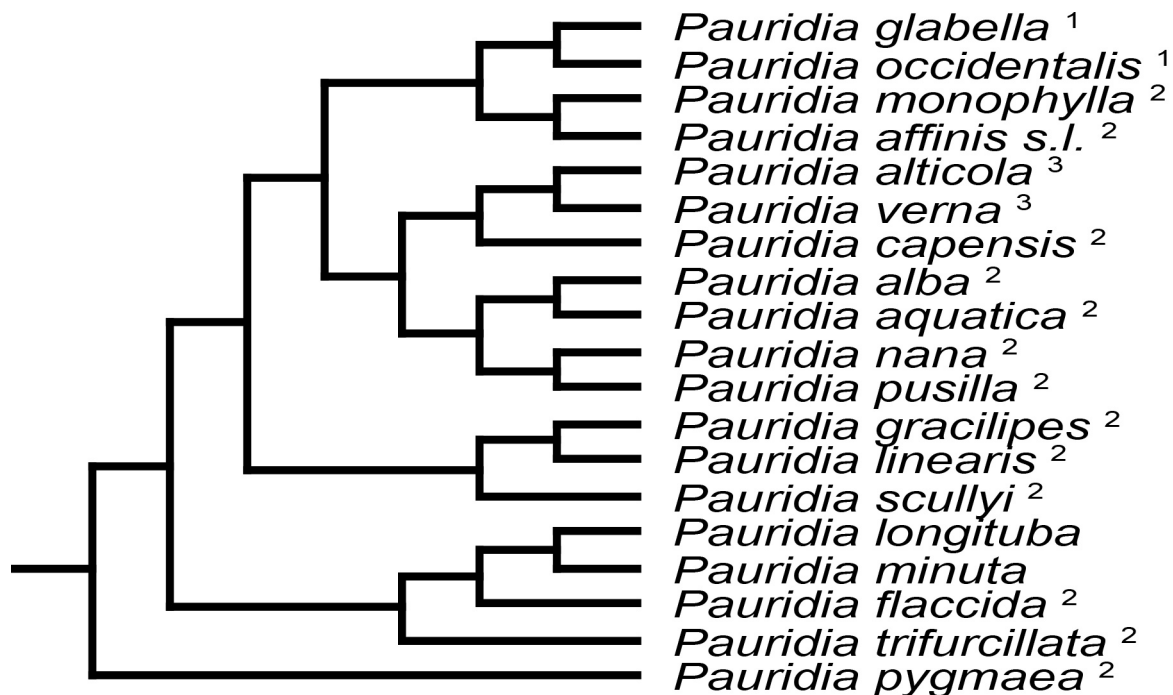 Pauridia glabella ¹
Pauridia occidentalis ¹
Pauridia monophylla ²
Pauridia affinis s.l. ²
Pauridia alticola ³
Pauridia verna ³
Pauridia capensis ²
Pauridia alba ²
Pauridia aquatica ²
Pauridia nana ²
Pauridia pusilla ²
Pauridia gracilipes ²
Pauridia linearis ²
Pauridia scullyi ²
Pauridia longituba
Pauridia minuta
Pauridia flaccida ²
Pauridia trifurcillata ²
Pauridia pygmaea ²